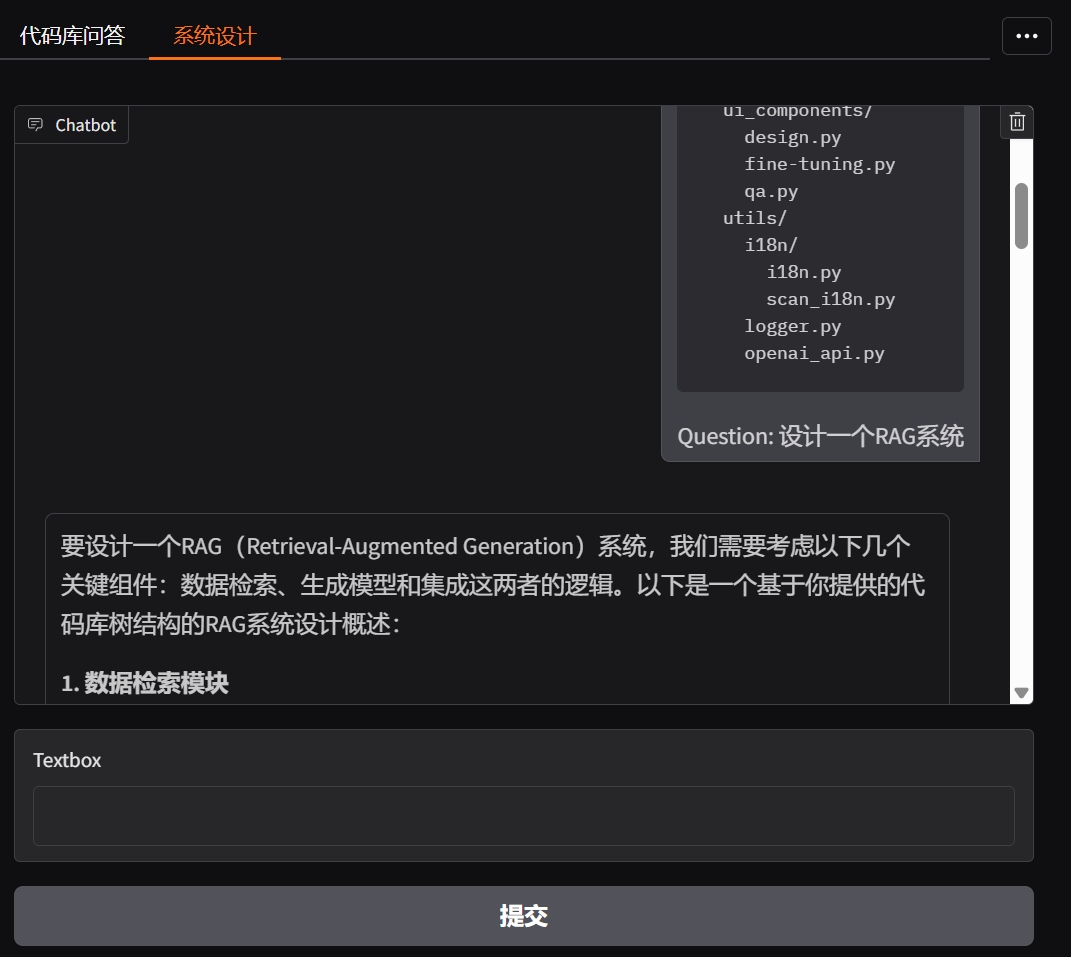 代码库问答
系统设计
Chatbot
ui_components/
design.py
fine-tuning.py
qa.py
utils/
i18n/
i18n.py
scan_i18n.py
logger.py
openai_api.py
Question: 设计一个RAG系统
要设计一个RAG（Retrieval-Augmented Generation）系统，我们需要考虑以下几个
关键组件：数据检索、生成模型和集成这两者的逻辑。以下是一个基于你提供的代
码库树结构的RAG系统设计概述：
1. 数据检索模块
Textbox
提交